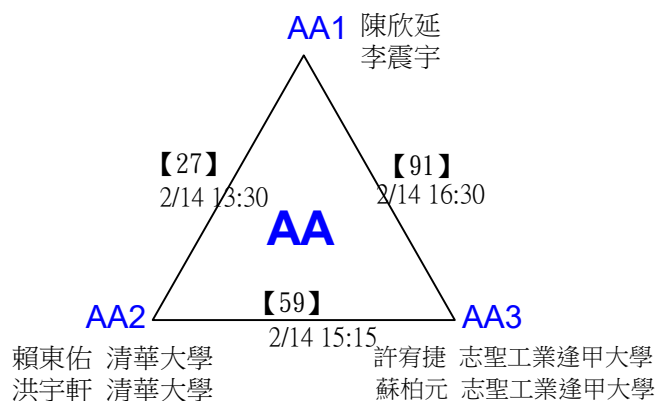 AA1 陳欣延
李震宇
【27】
2/14 13:30
【91】
2/14 16:30
AA
【59】
2/14 15:15
AA2
賴東佑 清華大學
洪宇軒 清華大學
AA3
許宥捷 志聖工業逢甲大學
蘇柏元 志聖工業逢甲大學